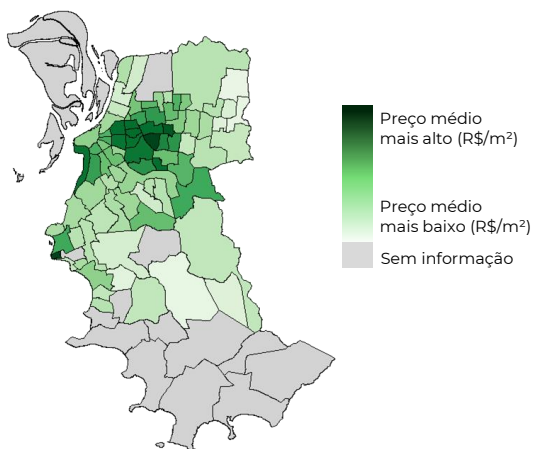 Preço médio
mais alto (R$/m²)
Preço médio
mais baixo (R$/m²)
Sem informação